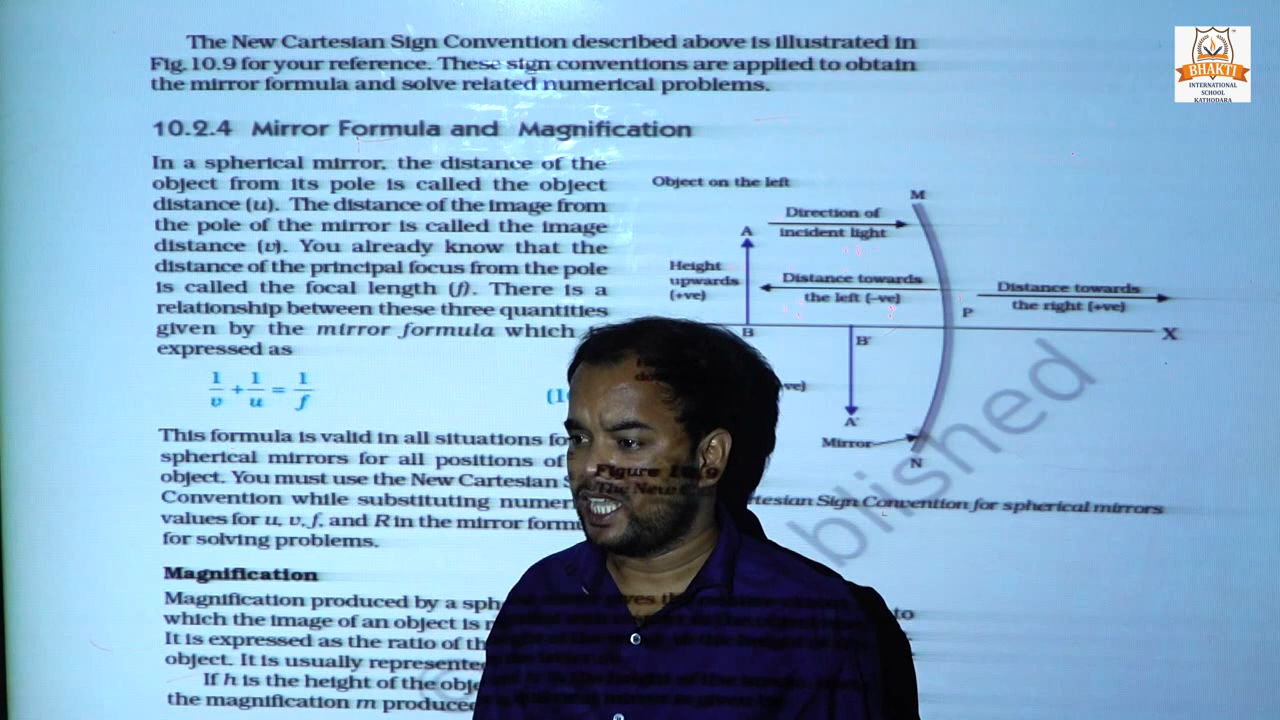 The New Cartesian Sign Convention described above is illustrated in
Fig. 10.9 for your reference. These sign conventions are applied to obtain
the mirror formula and solve related numerical problems.
10.2.4 Mirror Formula and Magnification
In a spherical mirror, the distance of the
object from its pole is called the object
distance (u). The distance of the image from
the pole of the mirror is called the image
distance (v). You already know that the
distance of the principal focus from the pole
is called the focal length (f). There is a
relationship between these three quantities
given by the mirror formula which
expressed as
1/v + 1/u = 1/f
This formula is valid in all situations
spherical mirrors for all positions of
object. You must use the New Cartesian
Convention while substituting
values for u, v, f, and R in the mirror
for solving problems.
Magnification
Magnification produced by a
which the image of an object is
It is expressed as the ratio of
object. It is usually
If h is the height of the
the magnification m
Object on the left
M
Direction of
incident light
A
Height
upwards
(+ve)
Distance towards
the left (–ve)
Distance towards
the right (+ve)
P
B
B'
X
A'
Mirror
N
Figure
The New
Sign Convention for spherical mirrors
to
BHAKTI
INTERNATIONAL
SCHOOL
KATHODARA